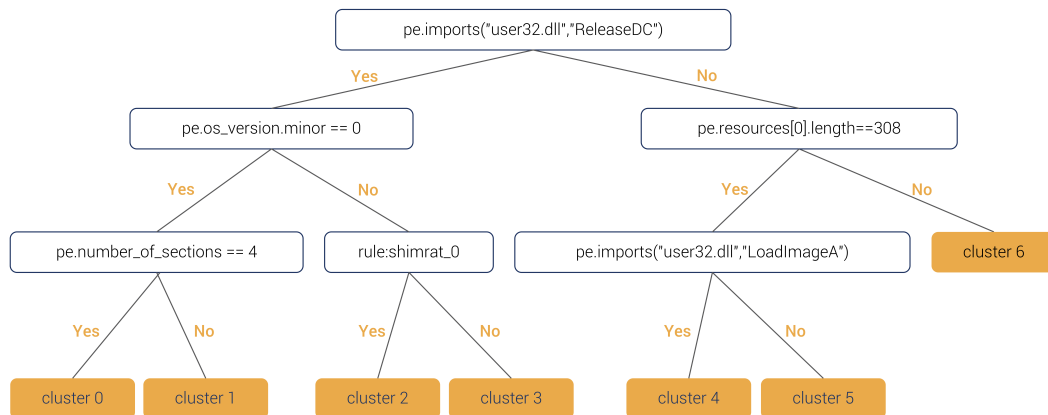 pe.imports("user32.dll","ReleaseDC")
Yes
No
pe.os_version.minor == 0
pe.resources[0].length==308
Yes
No
Yes
No
pe.number_of_sections == 4
rule:shimrat_0
pe.imports("user32.dll","LoadImageA")
cluster 6
Yes
No
Yes
No
Yes
No
cluster 0
cluster 1
cluster 2
cluster 3
cluster 4
cluster 5